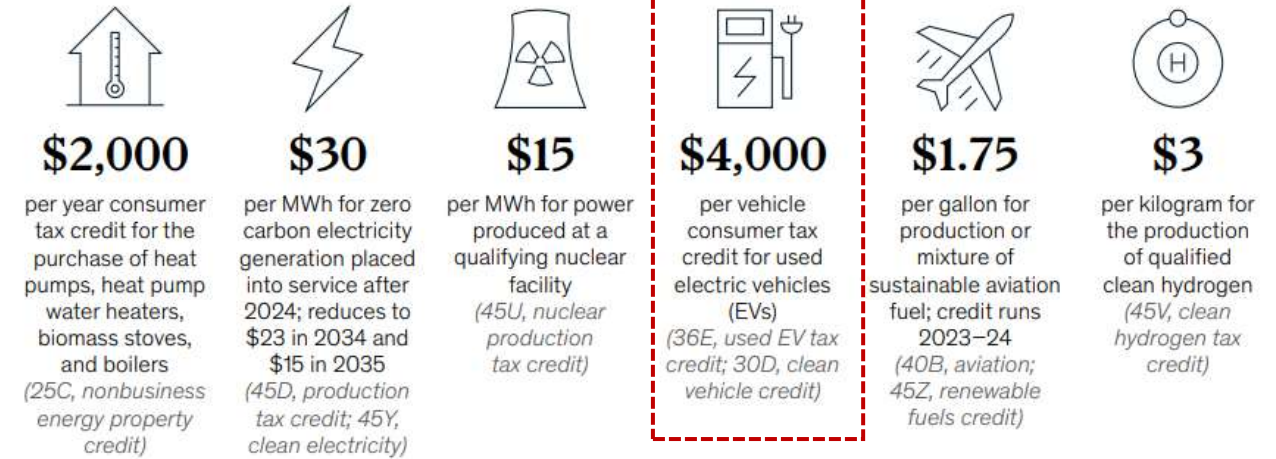 H
$2,000
per year consumer
tax credit for the
purchase of heat
pumps, heat pump
water heaters,
biomass stoves,
and boilers
(25C, nonbusiness
energy property
credit)
$30
per MWh for zero
carbon electricity
generation placed
into service after
2024; reduces to
$23 in 2034 and
$15 in 2035
(45D, production
tax credit; 45Y,
clean electricity)
$15
per MWh for power
produced at a
qualifying nuclear
facility
(45U, nuclear
production
tax credit)
$4,000
per vehicle
consumer tax
credit for used
electric vehicles
(EVs)
(36E, used EV tax
credit; 30D, clean
vehicle credit)
$1.75
per gallon for
production or
mixture of
sustainable aviation
fuel; credit runs
2023–24
(40B, aviation;
45Z, renewable
fuels credit)
$3
per kilogram for
the production
of qualified
clean hydrogen
(45V, clean
hydrogen tax
credit)